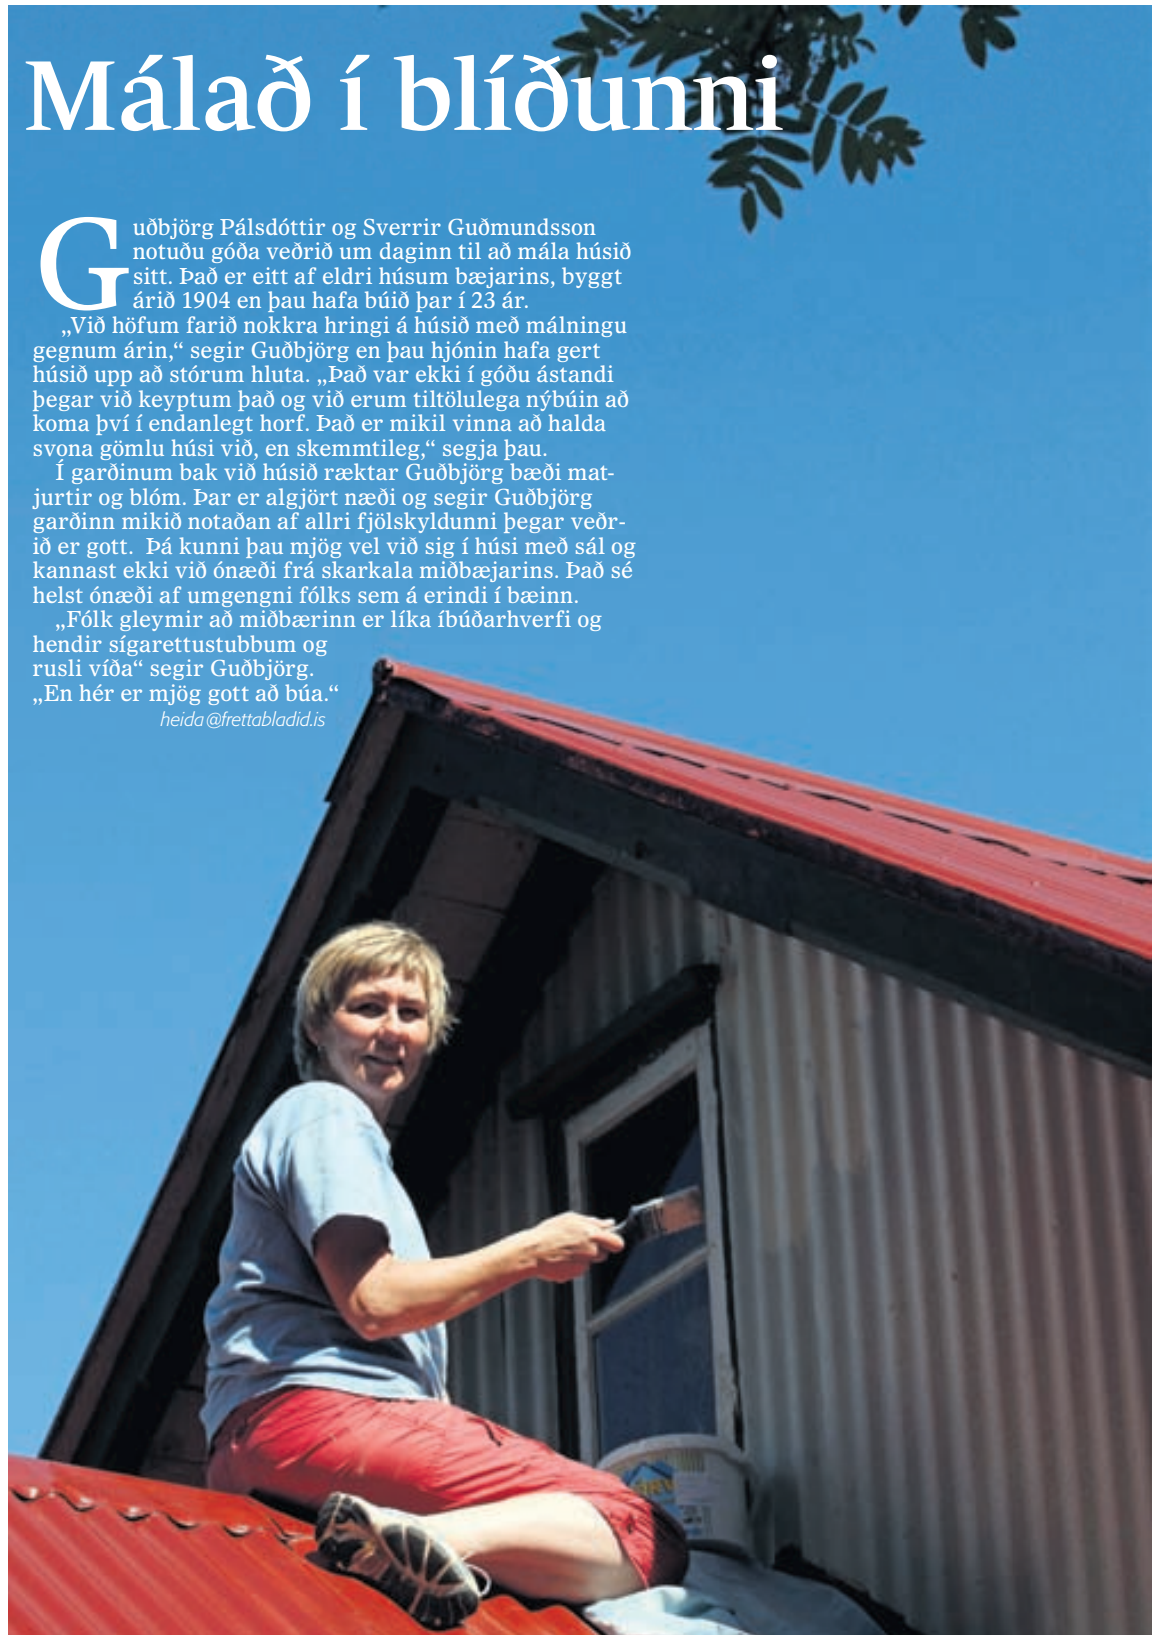 Málað í blíðunni
Guðbjörg Pálsdóttir og Sverrir Guðmundsson
notuðu góða veðrið um daginn til að mála húsið
sitt. Það er eitt af eldri húsum bæjarins, byggt
árið 1904 en þau hafa búið þar í 23 ár.
„Við höfum farið nokkra hringi á húsið með málningu
gegnum árin,“ segir Guðbjörg en þau hjónin hafa gert
húsið upp að stórum hluta. „Það var ekki í góðu ástandi
þegar við keyptum það og við erum tiltölulega nýbúin að
koma því í endanlegt horf. Það er mikil vinna að halda
svona gömlu húsi við, en skemmtileg,“ segja þau.
Í garðinum bak við húsið ræktar Guðbjörg bæði mat-
jurtir og blóm. Þar er algjört næði og segir Guðbjörg
garðinn mikið notaðan af allri fjölskyldunni þegar veðr-
ið er gott. Þá kunni þau mjög vel við sig í húsi með sál og
kannast ekki við ónæði frá skarkala miðbæjarins. Það sé
helst ónæði af umgengni fólks sem á erindi í bæinn.
„Fólk gleymir að miðbærinn er líka íbúðarhverfi og
hendir sígarettustubbum og
rusli víða“ segir Guðbjörg.
„En hér er mjög gott að búa.“
heida@frettabladid.is